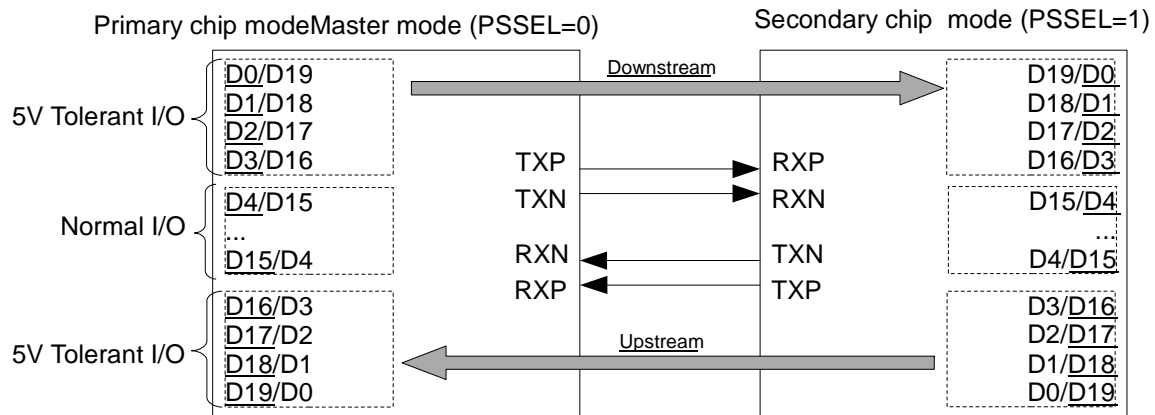 Primary chip modeMaster mode (PSSEL=0)
Secondary chip mode (PSSEL=1)
Downstream
5V Tolerant I/O
D0/D19
D1/D18
D2/D17
D3/D16
Normal I/O
D4/D15
...
D15/D4
5V Tolerant I/O
D16/D3
D17/D2
D18/D1
D19/D0
TXP
TXN
RXN
RXP
RXP
RXN
TXN
TXP
D19/D0
D18/D1
D17/D2
D16/D3
D15/D4
...
D4/D15
D3/D16
D2/D17
D1/D18
D0/D19
Upstream